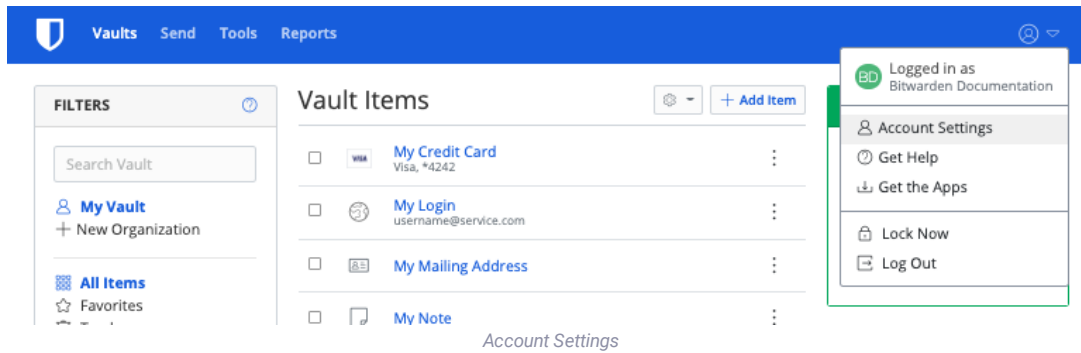 Vaults Send Tools Reports
BD Logged in as
Bitwarden Documentation
Account Settings
Get Help
Get the Apps
Lock Now
Log Out
FILTERS
Search Vault
My Vault
New Organization
All Items
Favorites
Vault Items
Add Item
VISA My Credit Card
Visa, *4242
My Login
username@service.com
My Mailing Address
My Note
Account Settings